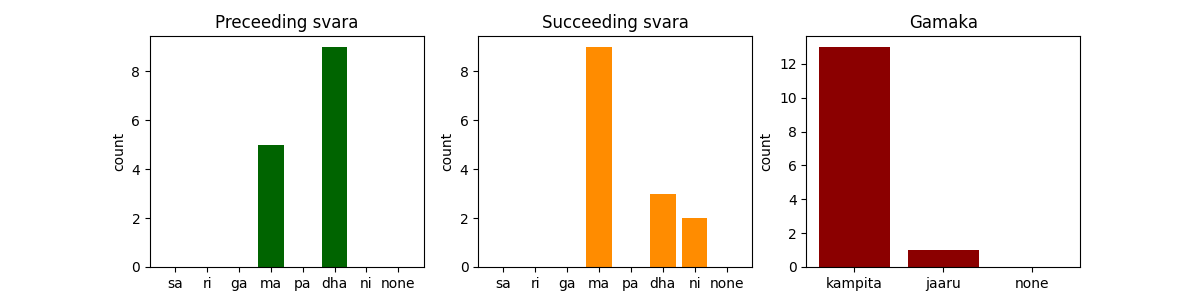 Preceeding svara
count
8
6
4
2
0
sa ri ga ma pa dha ni none
Succeeding svara
count
8
6
4
2
0
sa ri ga ma pa dha ni none
Gamaka
count
12
10
8
6
4
2
0
kampita jaaru none